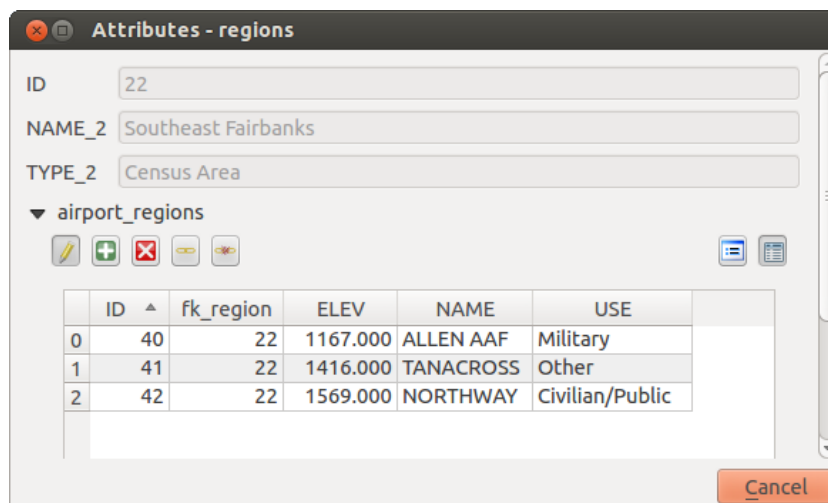 Attributes - regions
ID 22
NAME_2 Southeast Fairbanks
TYPE_2 Census Area
airport_regions
ID fk_region ELEV NAME USE
0 40 22 1167.000 ALLEN AAF Military
1 41 22 1416.000 TANACROSS Other
2 42 22 1569.000 NORTHWAY Civilian/Public
Cancel